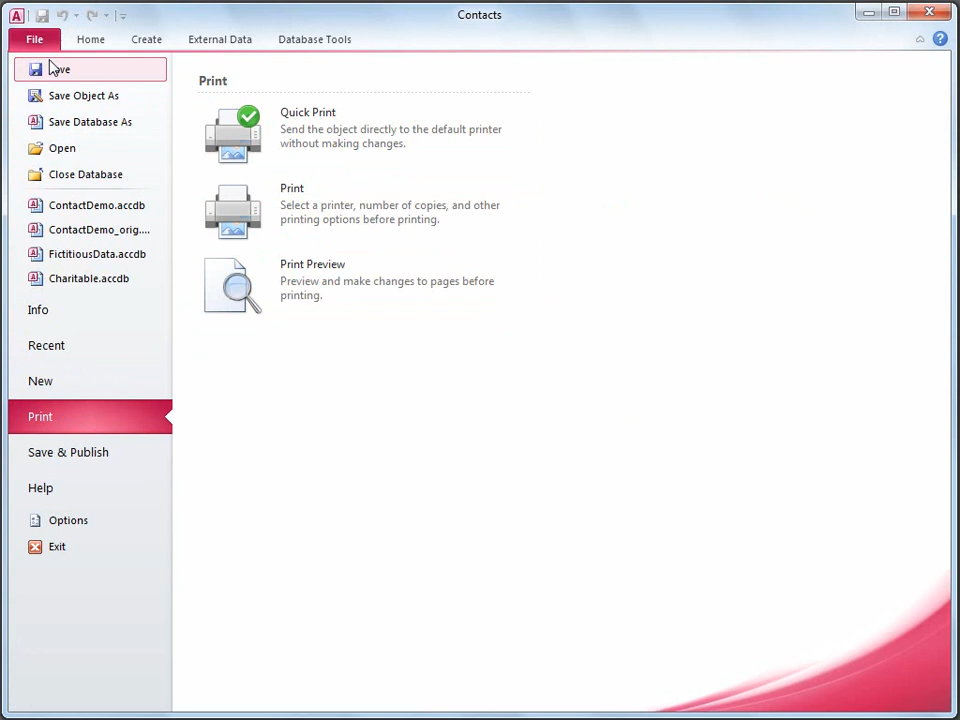 Contacts
File Home Create External Data Database Tools
Save
Save Object As
Save Database As
Open
Close Database
ContactDemo.accdb
ContactDemo_orig....
FictitiousData.accdb
Charitable.accdb
Info
Recent
New
Print
Save & Publish
Help
Options
Exit
Print
Quick Print
Send the object directly to the default printer
without making changes.
Print
Select a printer, number of copies, and other
printing options before printing.
Print Preview
Preview and make changes to pages before
printing.